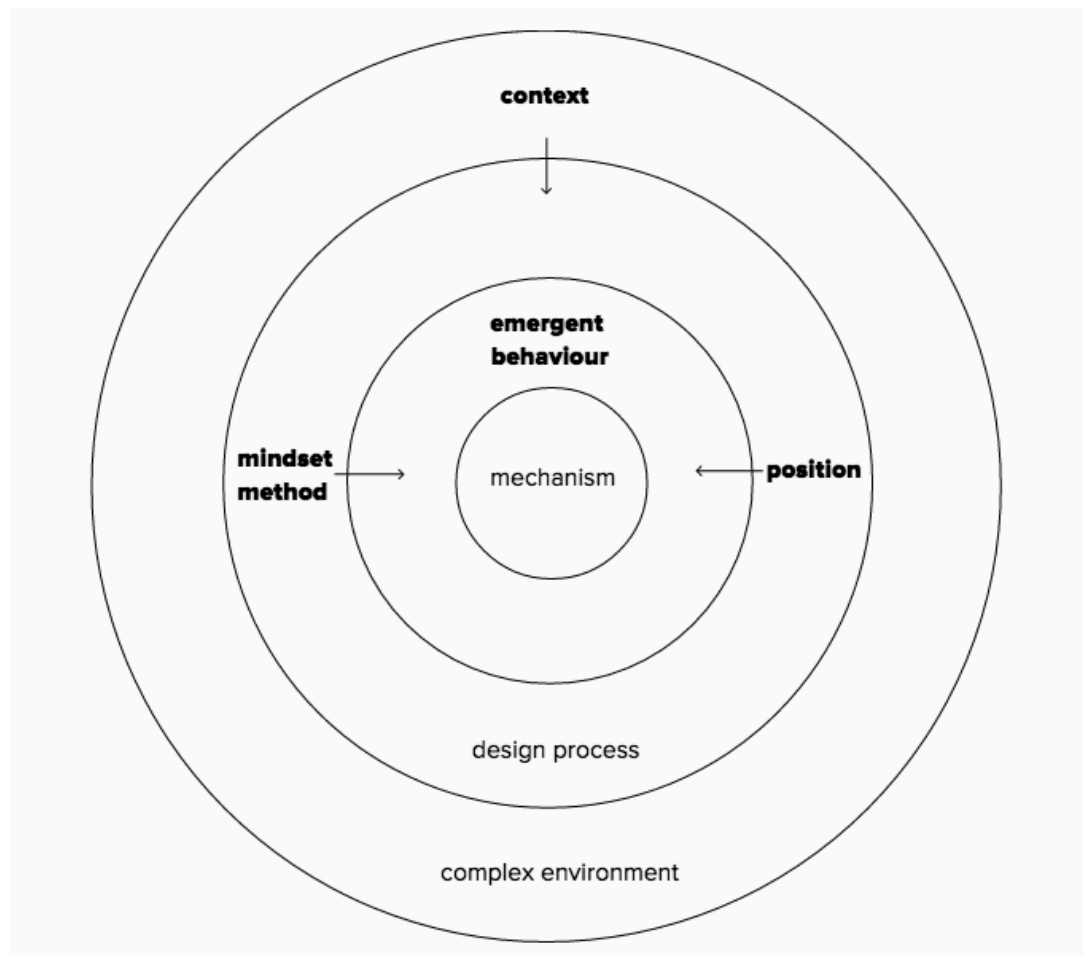 context
emergent
behaviour
mindset
method
mechanism
position
design process
complex environment